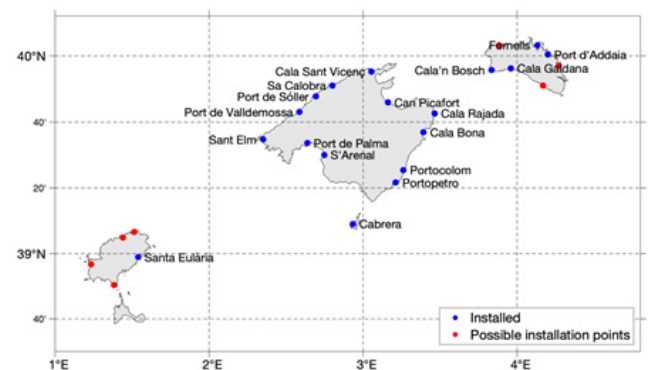 40°N
40'
20'
39°N
40'
1°E
2°E
3°E
4°E
Fornells
Port d'Addaia
Cala'n Bosch
Cala Galdana
Cala Sant Vicenç
Sa Calobra
Port de Sóller
Port de Valldemossa
Can Picafort
Cala Rajada
Cala Bona
Sant Elm
Port de Palma
S'Arenal
Portocolom
Portopetro
Cabrera
Santa Eulària
Installed
Possible installation points